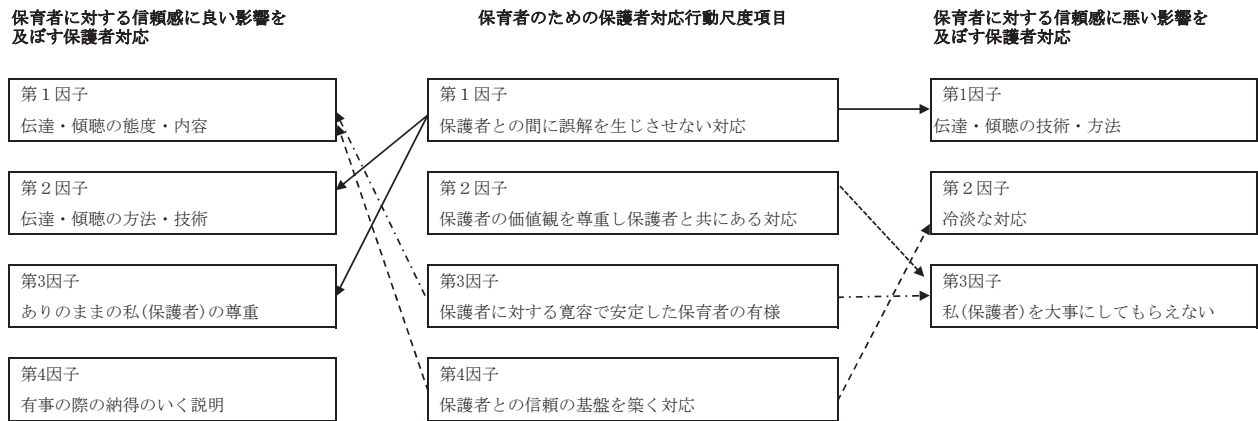 保育者に対する信頼感に良い影響を
及ぼす保護者対応
第１因子
伝達・傾聴の態度・内容
第２因子
伝達・傾聴の方法・技術
第3因子
ありのままの私(保護者)の尊重
第4因子
有事の際の納得のいく説明
保育者のための保護者対応行動尺度項目
第１因子
保護者との間に誤解を生じさせない対応
第２因子
保護者の価値観を尊重し保護者と共にある対応
第3因子
保護者に対する寛容で安定した保育者の有様
第4因子
保護者との信頼の基盤を築く対応
保育者に対する信頼感に悪い影響を
及ぼす保護者対応
第1因子
伝達・傾聴の技術・方法
第２因子
冷淡な対応
第3因子
私(保護者)を大事にしてもらえない